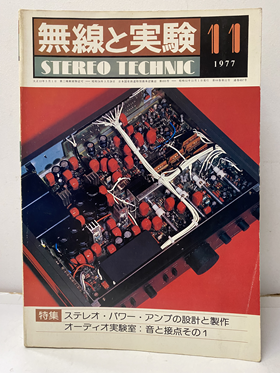 無線と実験
11
1977
STEREO TECHNIC
特集
ステレオ・パワー・アンプの設計と製作
オーディオ実験室:音と接点その1